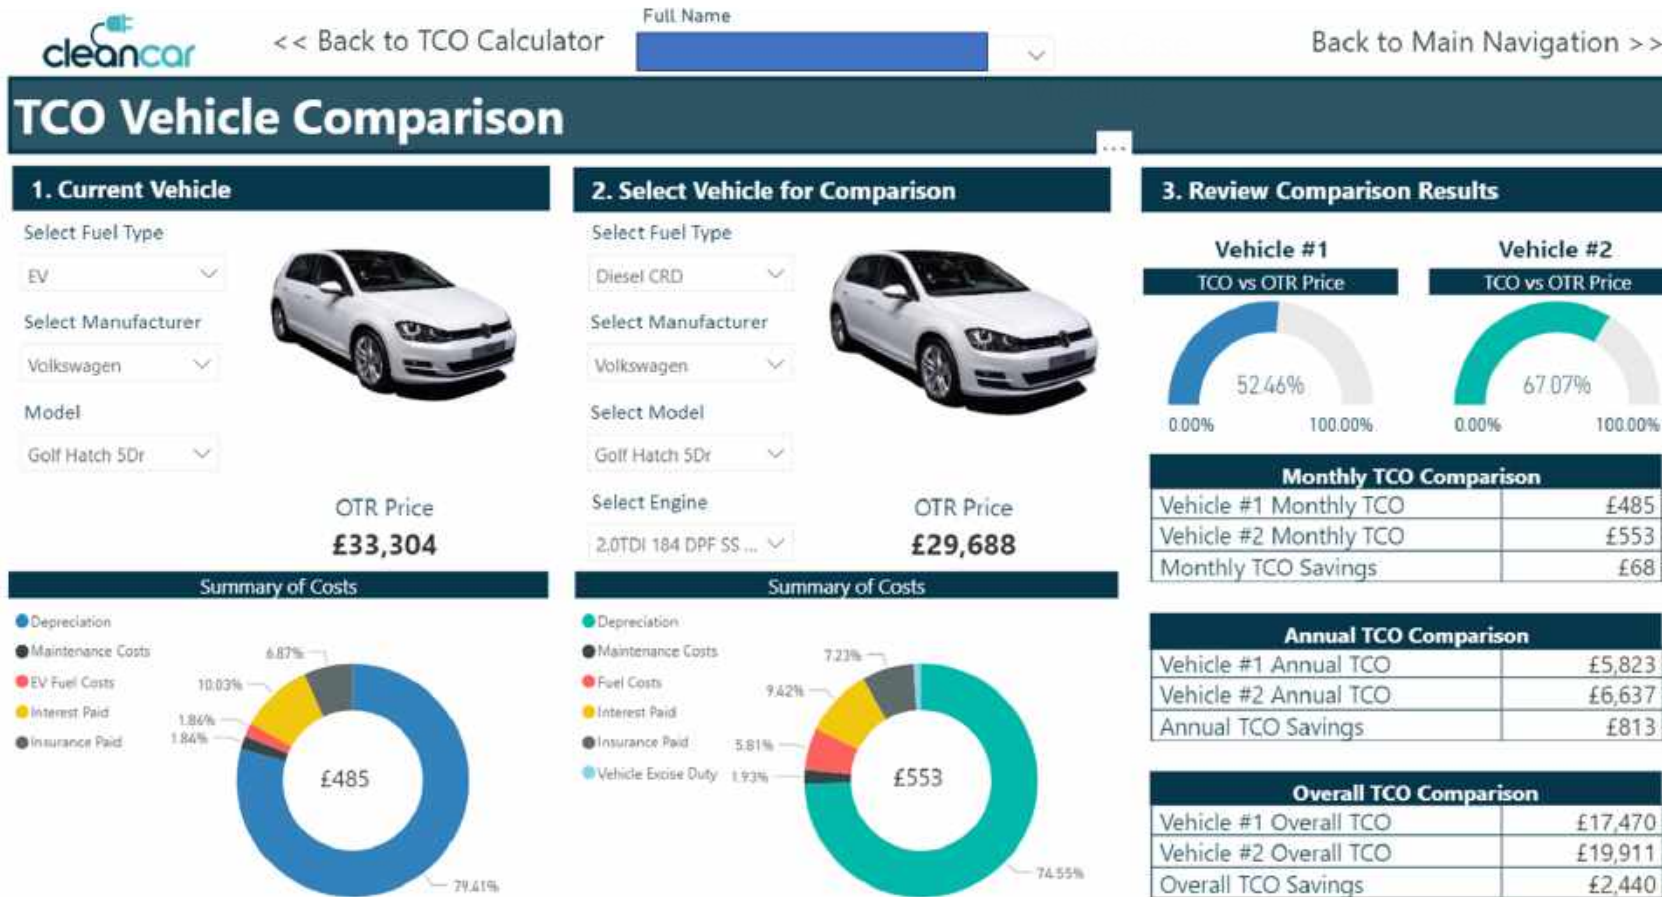 cleancar
<< Back to TCO Calculator
Full Name
Back to Main Navigation >>
TCO Vehicle Comparison
...
1. Current Vehicle
Select Fuel Type
EV
Select Manufacturer
Volkswagen
Model
Golf Hatch 5Dr
OTR Price
£33,304
Summary of Costs
Depreciation
Maintenance Costs
EV Fuel Costs
Interest Paid
Insurance Paid
6.87%
10.03%
1.86%
1.84%
£485
79.41%
2. Select Vehicle for Comparison
Select Fuel Type
Diesel CRD
Select Manufacturer
Volkswagen
Select Model
Golf Hatch 5Dr
Select Engine
2.0TDI 184 DPF SS ...
OTR Price
£29,688
Summary of Costs
Depreciation
Maintenance Costs
Fuel Costs
Interest Paid
Insurance Paid
Vehicle Excise Duty
7.23%
9.42%
5.81%
1.93%
£553
74.55%
3. Review Comparison Results
Vehicle #1
TCO vs OTR Price
52.46%
0.00% 100.00%
Vehicle #2
TCO vs OTR Price
67.07%
0.00% 100.00%
Monthly TCO Comparison
Vehicle #1 Monthly TCO £485
Vehicle #2 Monthly TCO £553
Monthly TCO Savings £68
Annual TCO Comparison
Vehicle #1 Annual TCO £5,823
Vehicle #2 Annual TCO £6,637
Annual TCO Savings £813
Overall TCO Comparison
Vehicle #1 Overall TCO £17,470
Vehicle #2 Overall TCO £19,911
Overall TCO Savings £2,440